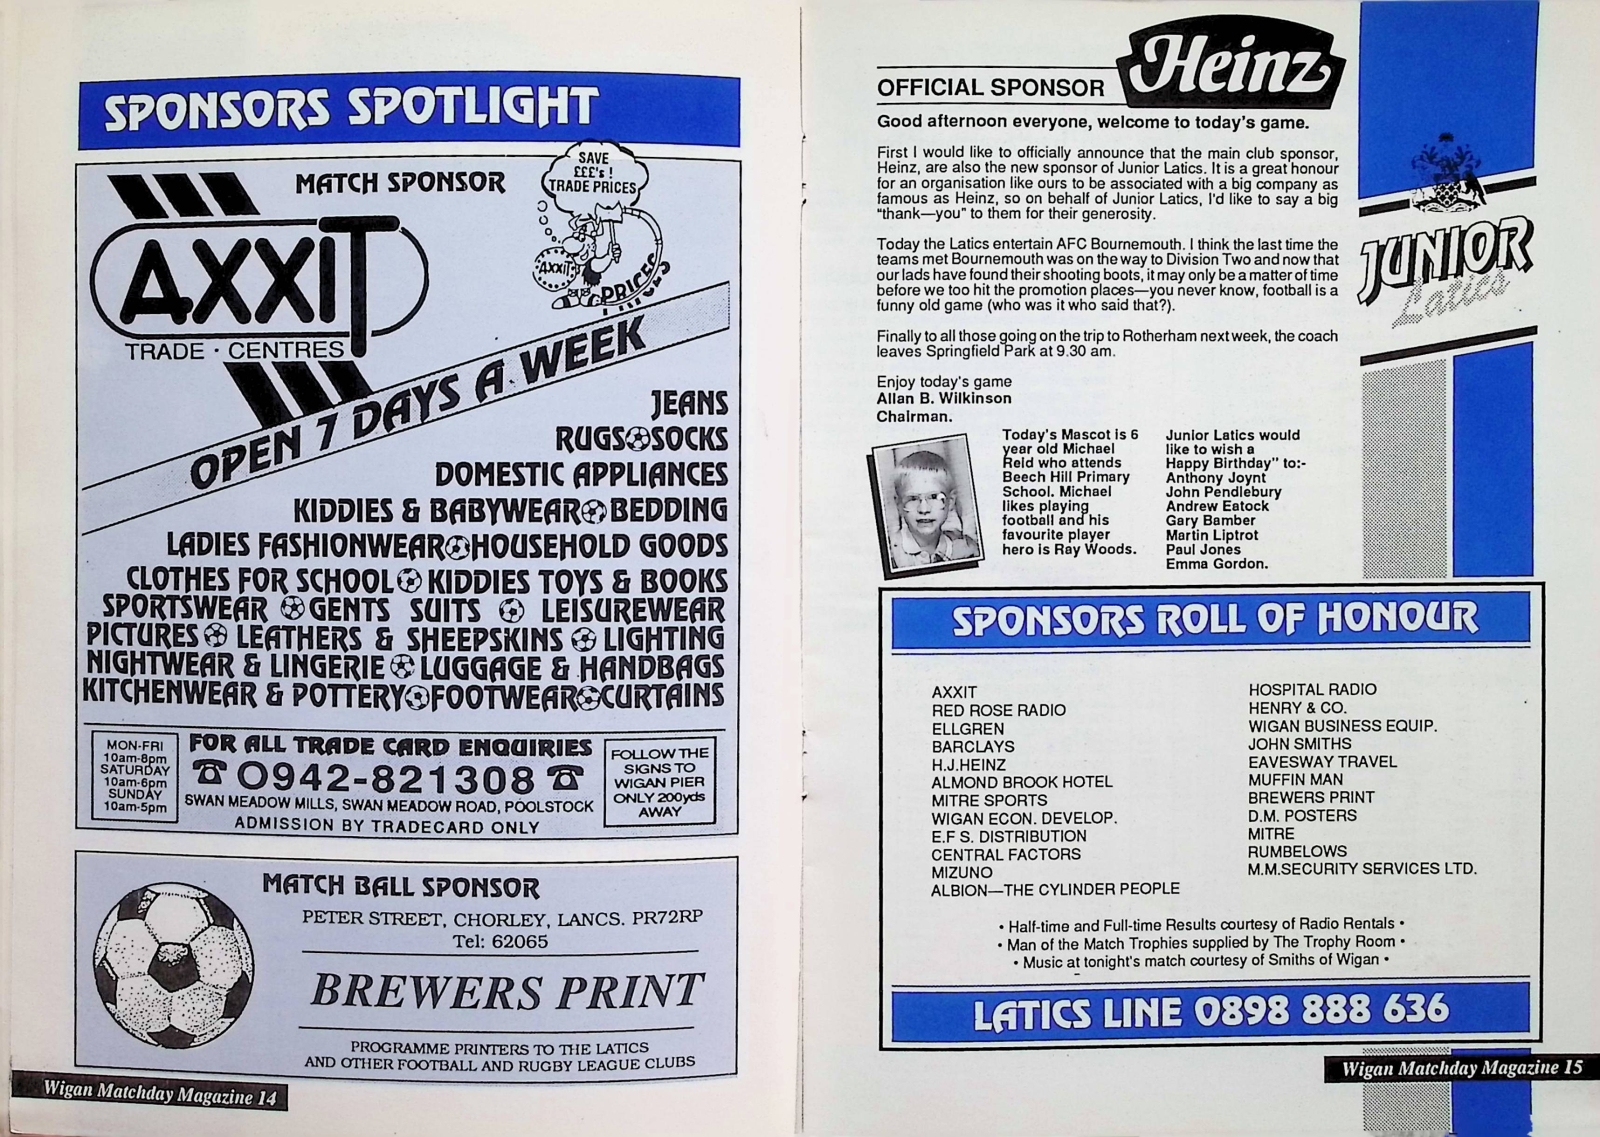 SPONSORS SPOTLIGHT
MATCH SPONSOR
SAVE
£££'s !
TRADE PRICES
AXXIT
PRICES
AXXIT
TRADE · CENTRES
OPEN 7 DAYS A WEEK
JEANS
RUGS SOCKS
DOMESTIC APPLIANCES
KIDDIES & BABYWEAR BEDDING
LADIES FASHIONWEAR HOUSEHOLD GOODS
CLOTHES FOR SCHOOL KIDDIES TOYS & BOOKS
SPORTSWEAR GENTS SUITS LEISUREWEAR
PICTURES LEATHERS & SHEEPSKINS LIGHTING
NIGHTWEAR & LINGERIE LUGGAGE & HANDBAGS
KITCHENWEAR & POTTERY FOOTWEAR CURTAINS
MON-FRI
10am-8pm
SATURDAY
10am-6pm
SUNDAY
10am-5pm
FOR ALL TRADE CARD ENQUIRIES
☎ 0942-821308 ☎
SWAN MEADOW MILLS, SWAN MEADOW ROAD, POOLSTOCK
ADMISSION BY TRADECARD ONLY
FOLLOW THE
SIGNS TO
WIGAN PIER
ONLY 200yds
AWAY
MATCH BALL SPONSOR
PETER STREET, CHORLEY, LANCS. PR72RP
Tel: 62065
BREWERS PRINT
PROGRAMME PRINTERS TO THE LATICS
AND OTHER FOOTBALL AND RUGBY LEAGUE CLUBS
Wigan Matchday Magazine 14
OFFICIAL SPONSOR Heinz
Good afternoon everyone, welcome to today's game.
First I would like to officially announce that the main club sponsor,
Heinz, are also the new sponsor of Junior Latics. It is a great honour
for an organisation like ours to be associated with a big company as
famous as Heinz, so on behalf of Junior Latics, I'd like to say a big
"thank—you" to them for their generosity.
Today the Latics entertain AFC Bournemouth. I think the last time the
teams met Bournemouth was on the way to Division Two and now that
our lads have found their shooting boots, it may only be a matter of time
before we too hit the promotion places—you never know, football is a
funny old game (who was it who said that?).
Finally to all those going on the trip to Rotherham next week, the coach
leaves Springfield Park at 9.30 am.
Enjoy today's game
Allan B. Wilkinson
Chairman.
JUNIOR
Latics
Today's Mascot is 6
year old Michael
Reid who attends
Beech Hill Primary
School. Michael
likes playing
football and his
favourite player
hero is Ray Woods.
Junior Latics would
like to wish a
Happy Birthday" to:-
Anthony Joynt
John Pendlebury
Andrew Eatock
Gary Bamber
Martin Liptrot
Paul Jones
Emma Gordon.
SPONSORS ROLL OF HONOUR
AXXIT
RED ROSE RADIO
ELLGREN
BARCLAYS
H.J.HEINZ
ALMOND BROOK HOTEL
MITRE SPORTS
WIGAN ECON. DEVELOP.
E.F S. DISTRIBUTION
CENTRAL FACTORS
MIZUNO
ALBION—THE CYLINDER PEOPLE
HOSPITAL RADIO
HENRY & CO.
WIGAN BUSINESS EQUIP.
JOHN SMITHS
EAVESWAY TRAVEL
MUFFIN MAN
BREWERS PRINT
D.M. POSTERS
MITRE
RUMBELOWS
M.M.SECURITY SERVICES LTD.
• Half-time and Full-time Results courtesy of Radio Rentals •
• Man of the Match Trophies supplied by The Trophy Room •
• Music at tonight's match courtesy of Smiths of Wigan •
LATICS LINE 0898 888 636
Wigan Matchday Magazine 15